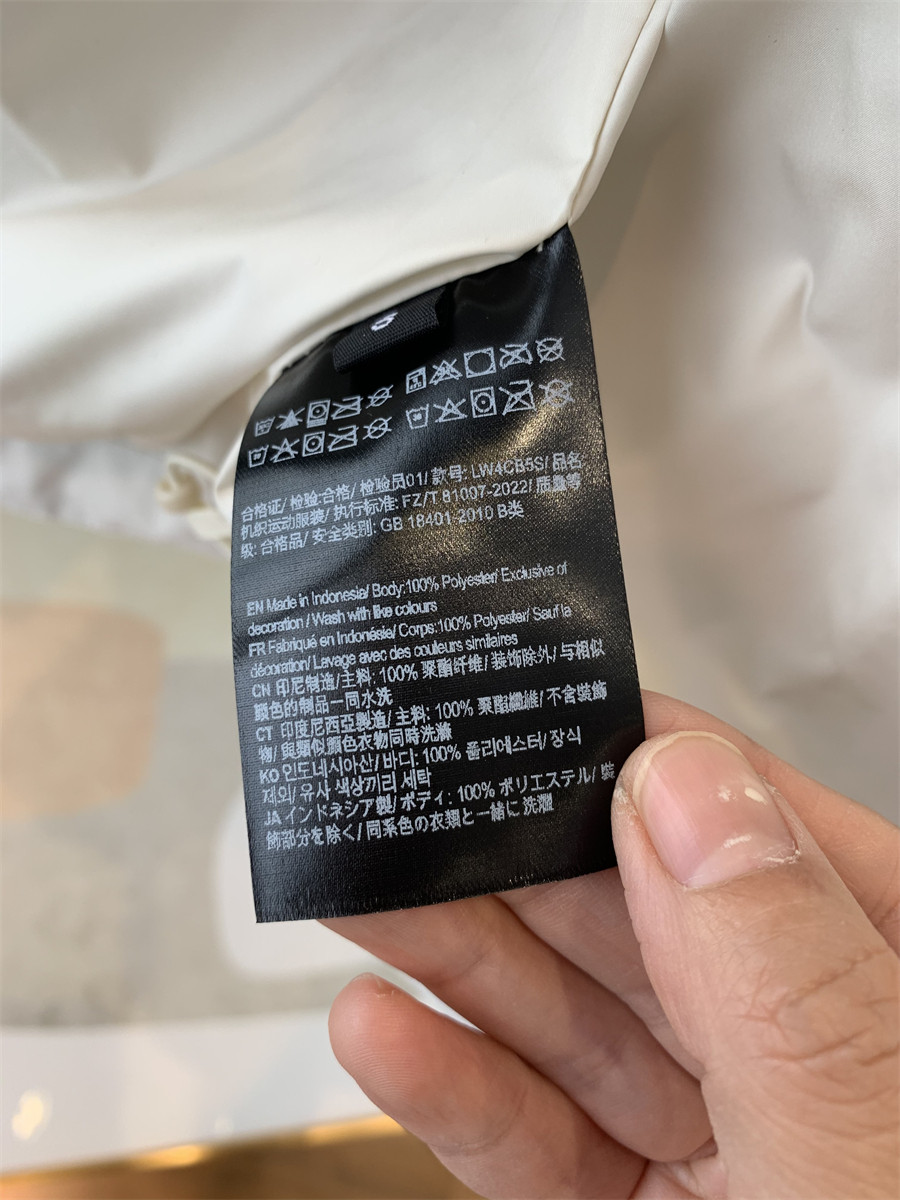 6
合格证/ 检验:合格/ 检验员01/ 款号: LW4CB5S/ 品名
机织运动服装/ 执行标准: FZ/T 81007-2022/ 质量等
级: 合格品/ 安全类别: GB 18401-2010 B类
EN Made in Indonesia/ Body:100% Polyester/ Exclusive of
decoration / Wash with like colours
FR Fabriqué en Indonésie/ Corps:100% Polyester/ Sauf la
décoration/ Lavage avec des couleurs similaires
CN 印尼制造/ 主料: 100% 聚酯纤维/ 装饰除外/ 与相似
颜色的制品一同水洗
CT 印度尼西亞製造/ 主料: 100% 聚酯纖維/ 不含裝飾
物/ 與類似顏色衣物同時洗滌
KO 인도네시아산/ 바디: 100% 폴리에스터/ 장식
제외/ 유사 색상끼리 세탁
JA インドネシア製/ ボディ: 100% ポリエステル/ 装
飾部分を除く/ 同系色の衣類と一緒に 洗濯